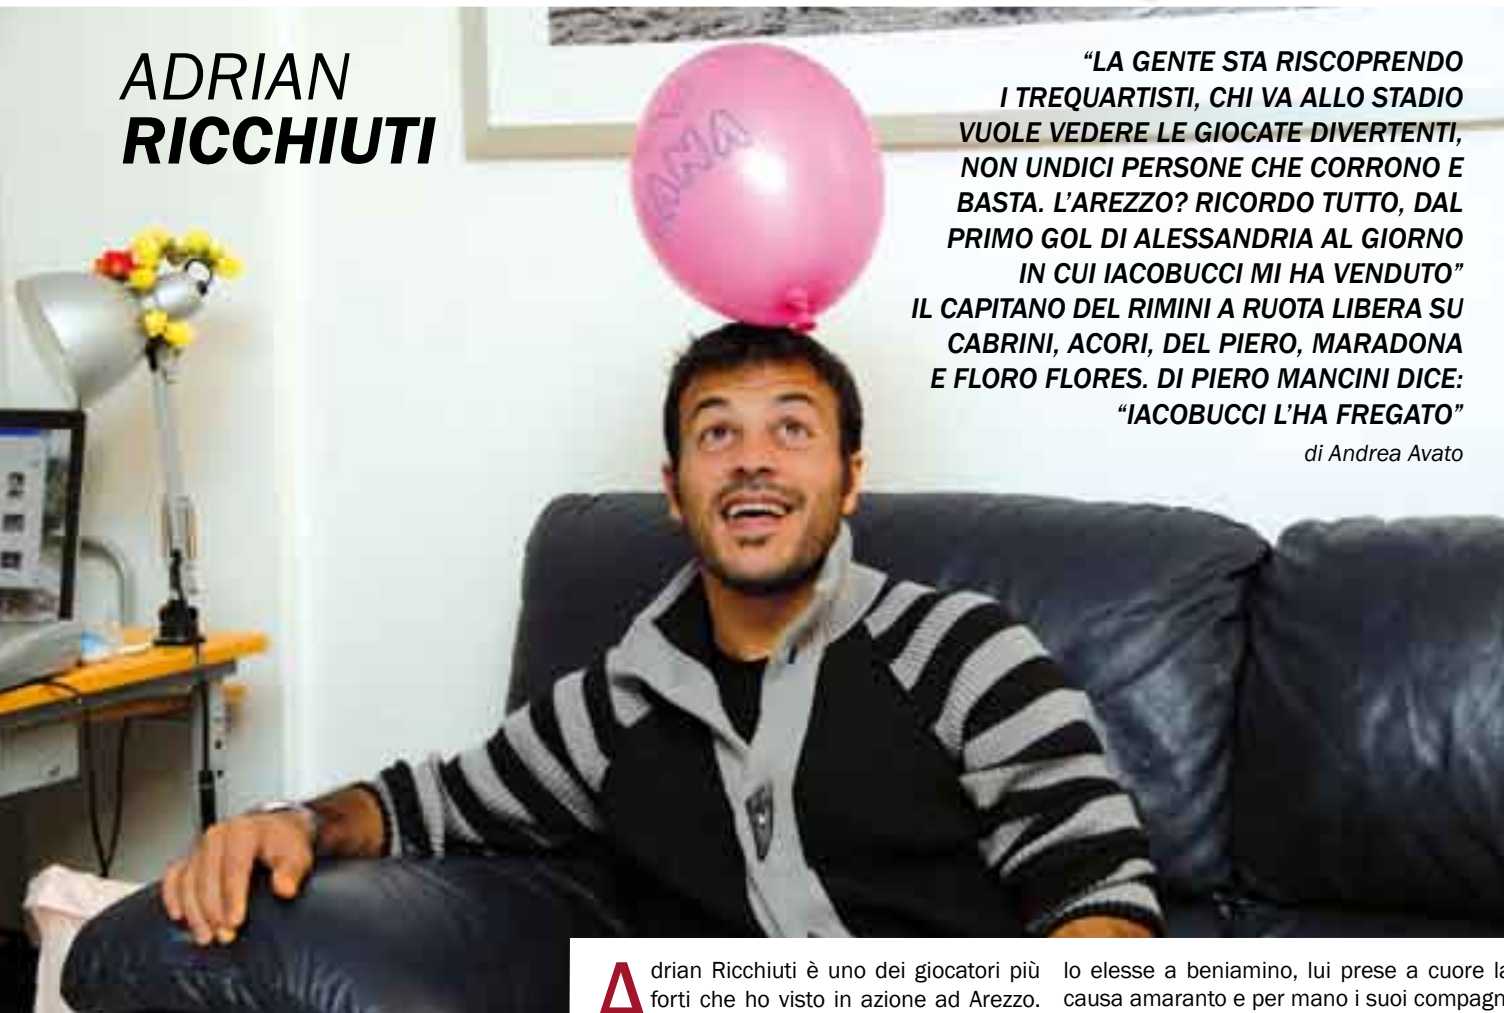 ADRIAN
RICCHIUTI
“LA GENTE STA RISCOPRENDO
I TREQUARTISTI, CHI VA ALLO STADIO
VUOLE VEDERE LE GIOCATE DIVERTENTI,
NON UNDICI PERSONE CHE CORRONO E
BASTA. L’AREZZO? RICORDO TUTTO, DAL
PRIMO GOL DI ALESSANDRIA AL GIORNO
IN CUI IACOBUCCI MI HA VENDUTO”
IL CAPITANO DEL RIMINI A RUOTA LIBERA SU
CABRINI, ACORI, DEL PIERO, MARADONA
E FLORO FLORES. DI PIERO MANCINI DICE:
“IACOBUCCI L’HA FREGATO”
di Andrea Avato
Adrian Ricchiuti è uno dei giocatori più
forti che ho visto in azione ad Arezzo.
lo elesse a beniamino, lui prese a cuore la
causa amaranto e per mano i suoi compagn